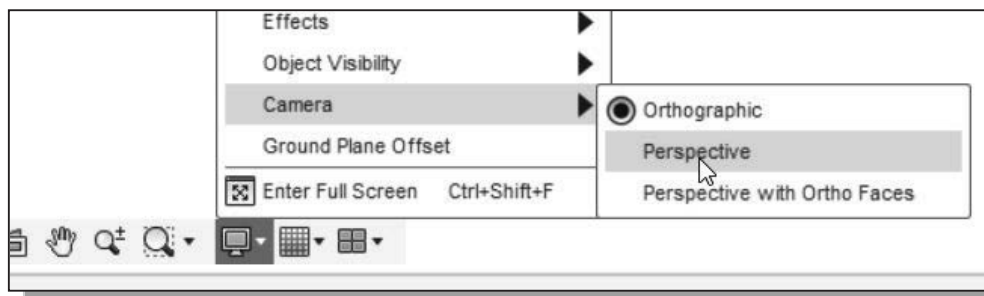 Effects
Object Visibility
Camera
Orthographic
Ground Plane Offset
Perspective
Enter Full Screen Ctrl+Shift+F
Perspective with Ortho Faces